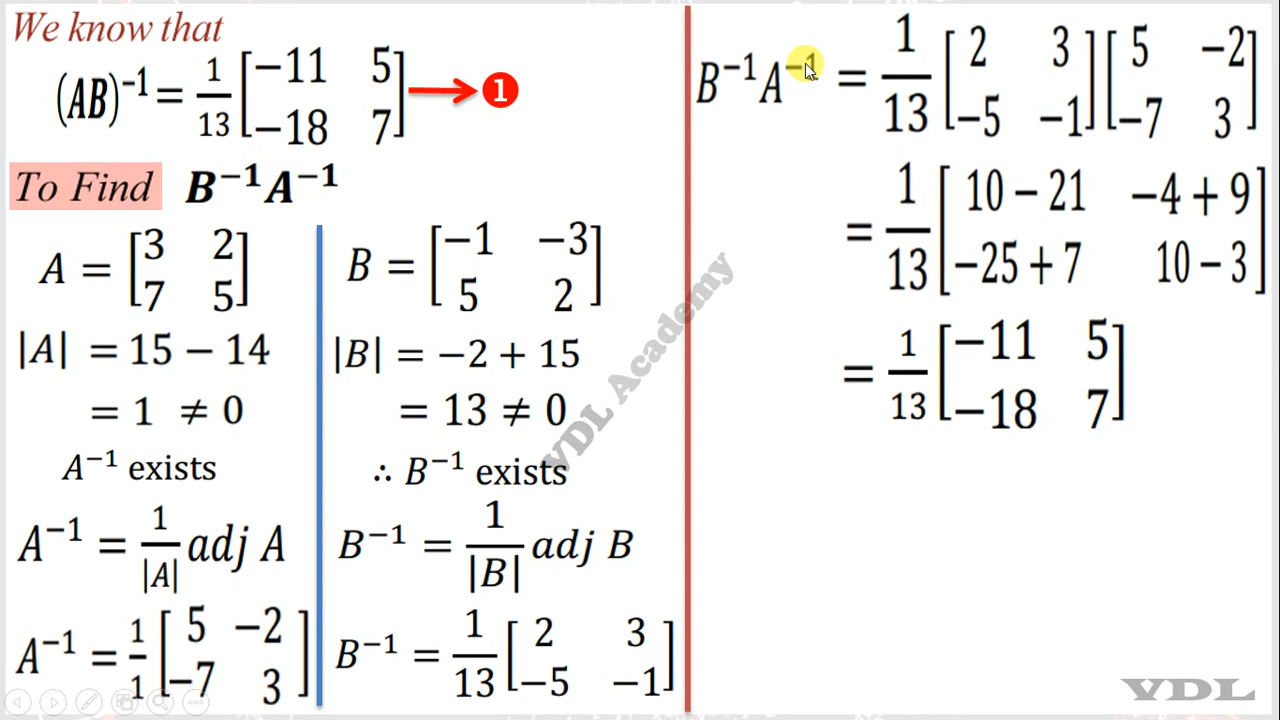 We know that
(AB)⁻¹ = 1/13 [−11 5; −18 7] → ❶
To Find B⁻¹A⁻¹
A = [3 2; 7 5]
|A| = 15 − 14
= 1 ≠ 0
A⁻¹ exists
A⁻¹ = 1/|A| adj A
A⁻¹ = 1/1 [5 −2; −7 3]
B = [−1 −3; 5 2]
|B| = −2 + 15
= 13 ≠ 0
∴ B⁻¹ exists
B⁻¹ = 1/|B| adj B
B⁻¹ = 1/13 [2 3; −5 −1]
B⁻¹A⁻¹ = 1/13 [2 3; −5 −1] [5 −2; −7 3]
= 1/13 [10 − 21 −4 + 9; −25 + 7 10 − 3]
= 1/13 [−11 5; −18 7]
VDL Academy
VDL